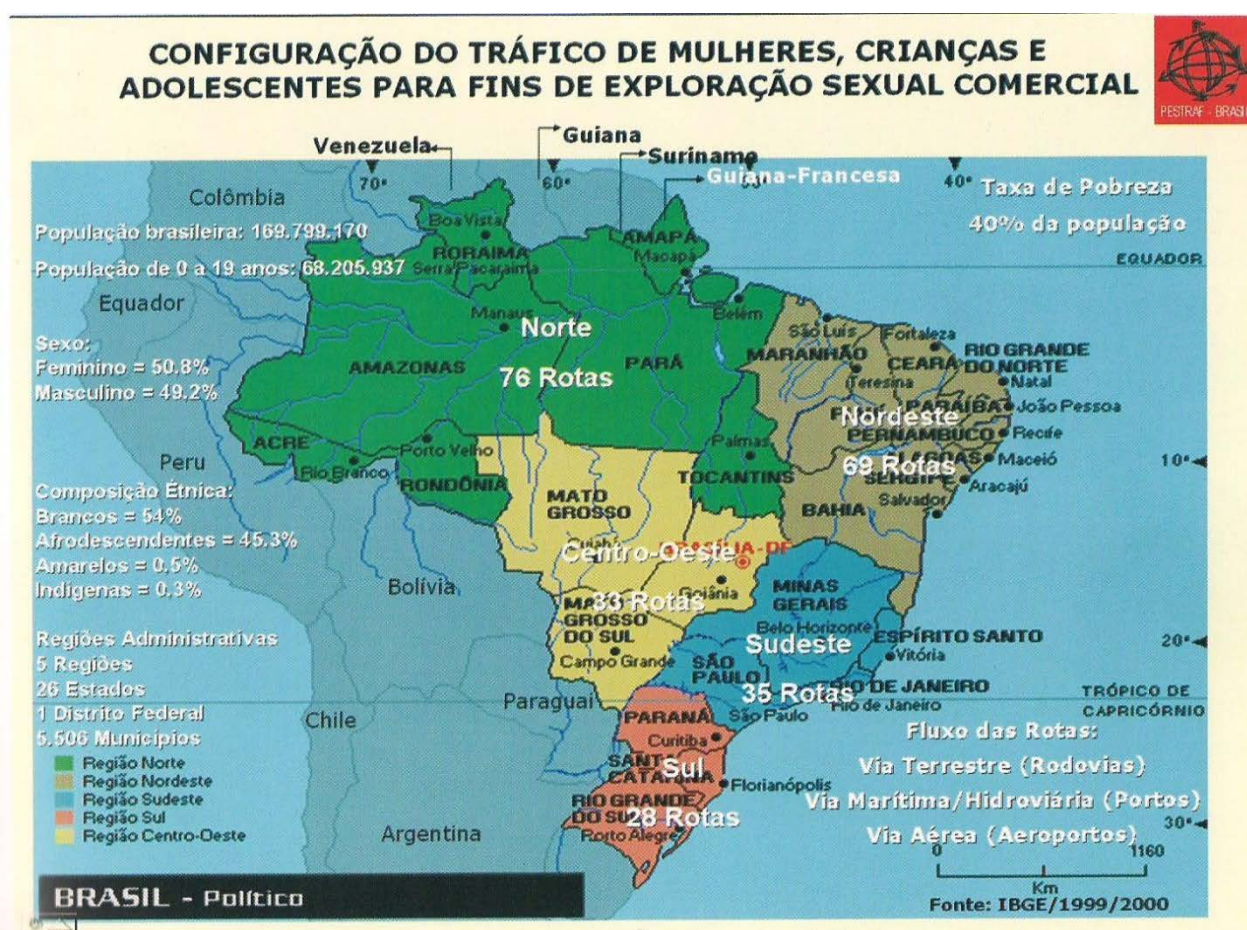 CONFIGURAÇÃO DO TRÁFICO DE MULHERES, CRIANÇAS E
ADOLESCENTES PARA FINS DE EXPLORAÇÃO SEXUAL COMERCIAL
PESTRAF - BRASIL
Venezuela
Guiana
Suriname
Guiana-Francesa
70°
60°
40°
Taxa de Pobreza
40% da população
Colômbia
População brasileira: 169.799.170
População de 0 a 19 anos: 68.205.937
Equador
Sexo:
Feminino = 50.8%
Masculino = 49.2%
Peru
Composição Étnica:
Brancos = 54%
Afrodescendentes = 45.3%
Amarelos = 0.5%
Indígenas = 0.3%
Bolívia
Regiões Administrativas
5 Regiões
26 Estados
1 Distrito Federal
5.506 Municípios
Paraguai
Chile
Argentina
Boa Vista
RORAIMA
Serra Pacaraima
AMAPÁ
Macapá
EQUADOR
Manaus
Norte
Belém
AMAZONAS
PARÁ
76 Rotas
ACRE
Rio Branco
Porto Velho
RONDÔNIA
Palmas
TOCANTINS
São Luís
Fortaleza
MARANHÃO
CEARÁ
RIO GRANDE
DO NORTE
Teresina
Natal
PARAÍBA
João Pessoa
Nordeste
PERNAMBUCO
Recife
69 Rotas
ALAGOAS
Maceió
SERGIPE
Aracajú
Salvador
BAHIA
10°
MATO
GROSSO
Centro-Oeste
BRASÍLIA-DF
Goiânia
33 Rotas
MATO
GROSSO
DO SUL
Campo Grande
MINAS
GERAIS
Belo Horizonte
Sudeste
ESPÍRITO SANTO
Vitória
20°
SÃO
PAULO
35 Rotas
RIO DE JANEIRO
Rio de Janeiro
São Paulo
TRÓPICO DE
CAPRICÓRNIO
PARANÁ
Curitiba
SANTA
CATARINA
Sul
Florianópolis
RIO GRANDE
DO SUL
28 Rotas
Porto Alegre
Fluxo das Rotas:
Via Terrestre (Rodovias)
Via Marítima/Hidroviária (Portos)
Via Aérea (Aeroportos)
30°
0
1160
Km
Fonte: IBGE/1999/2000
Região Norte
Região Nordeste
Região Sudeste
Região Sul
Região Centro-Oeste
BRASIL - Político